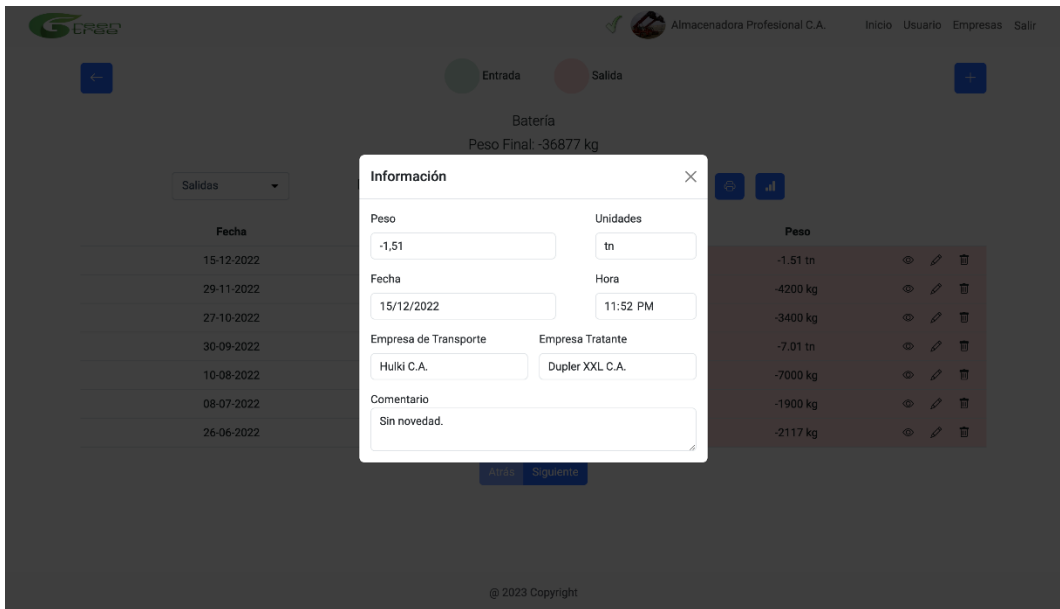 Green Tree
Almacenadora Profesional C.A.
Inicio Usuario Empresas Salir
Entrada Salida
Batería
Peso Final: -36877 kg
Salidas
Información
Peso Unidades
-1,51 tn
Fecha Hora
15/12/2022 11:52 PM
Empresa de Transporte Empresa Tratante
Hulki C.A. Dupler XXL C.A.
Comentario
Sin novedad.
Fecha Peso
15-12-2022 -1.51 tn
29-11-2022 -4200 kg
27-10-2022 -3400 kg
30-09-2022 -7.01 tn
10-08-2022 -7000 kg
08-07-2022 -1900 kg
26-06-2022 -2117 kg
Atrás Siguiente
@ 2023 Copyright